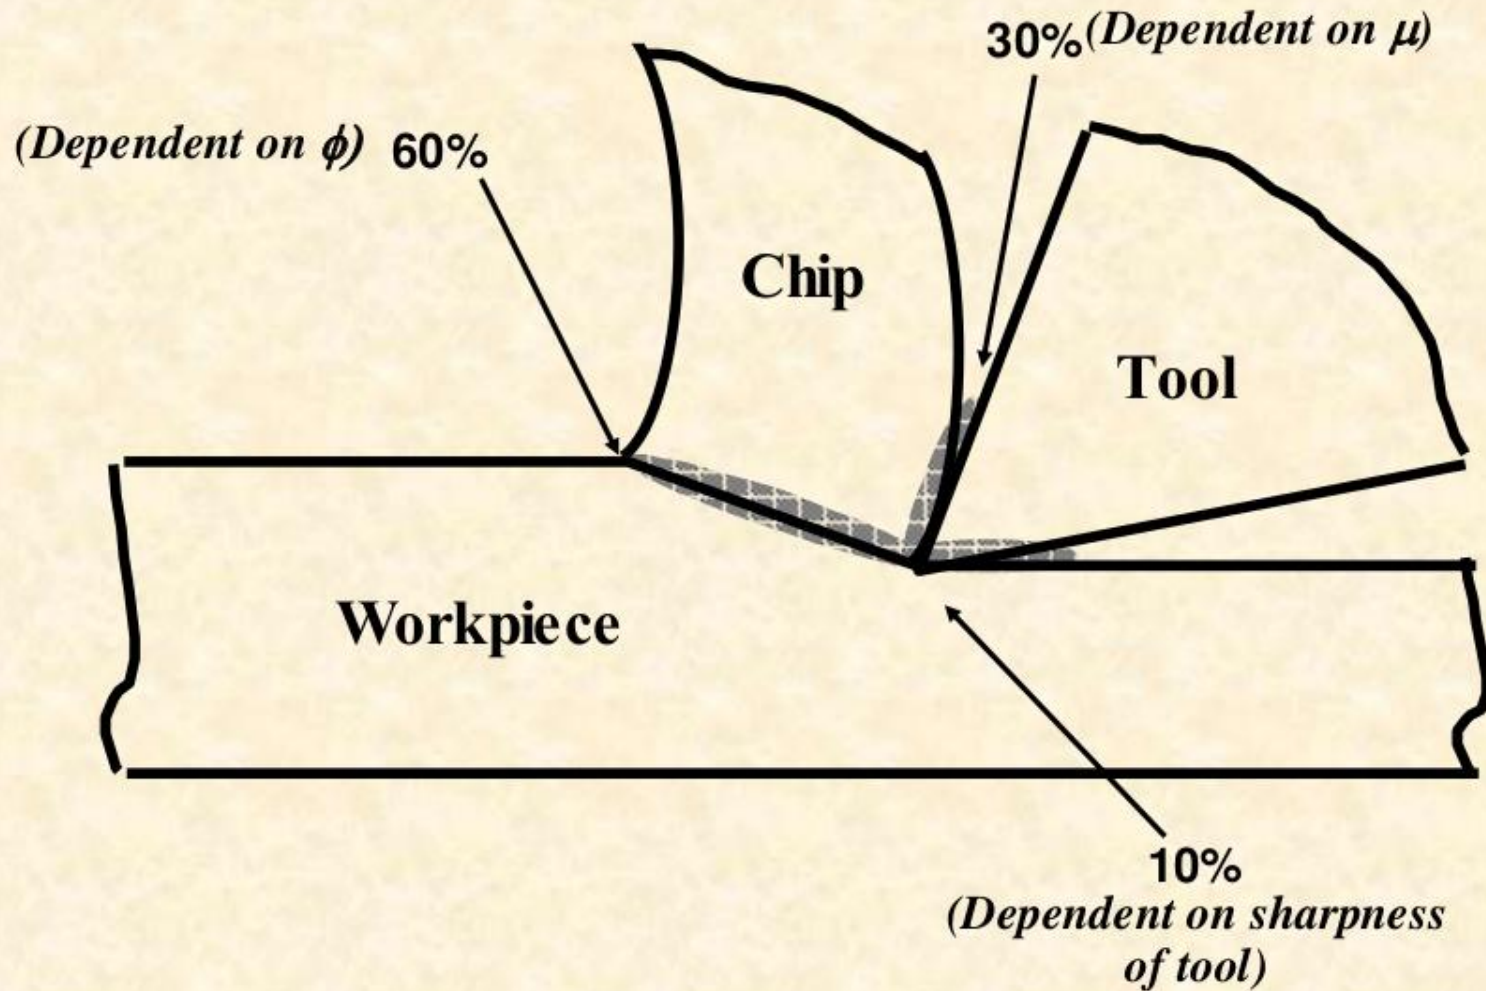 30% (Dependent on μ)
(Dependent on ϕ) 60%
Chip
Tool
Workpiece
10%
(Dependent on sharpness
of tool)